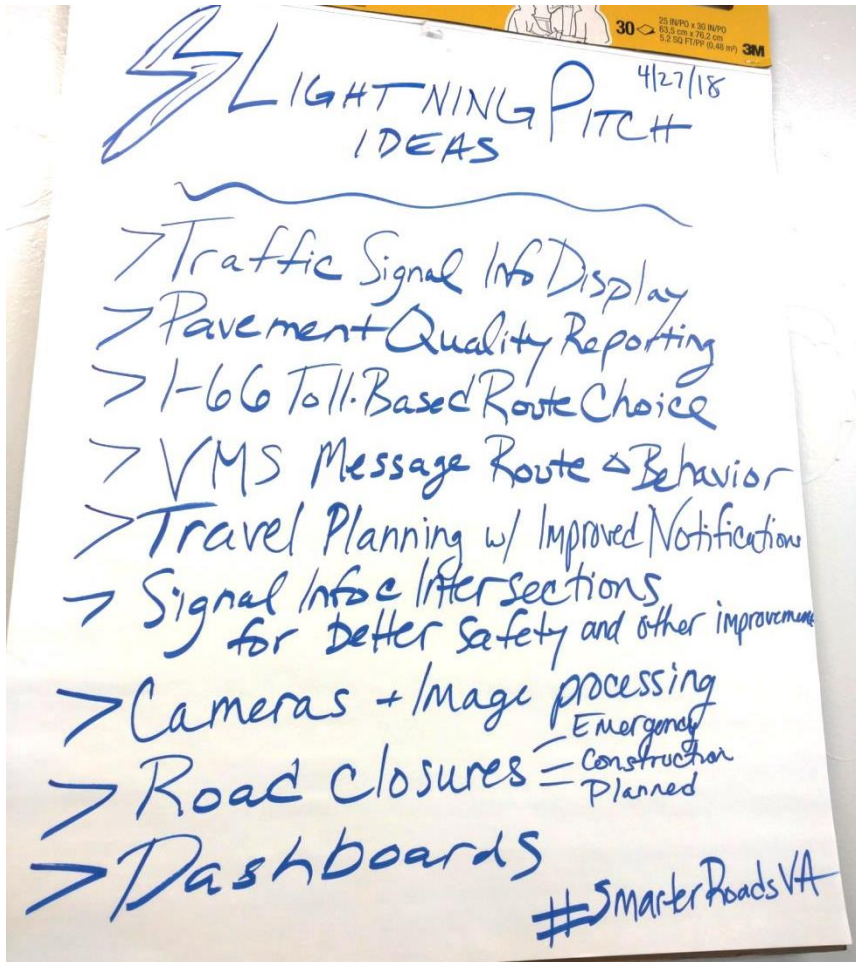 30 25 IN/PO x 30 IN/PO
63,5 cm x 76,2 cm
5.2 SQ FT/PP (0,48 m²) 3M
4/27/18
LIGHTNING PITCH
IDEAS
> Traffic Signal Info Display
> Pavement Quality Reporting
> I-66 Toll-Based Route Choice
> VMS Message Route Δ Behavior
> Travel Planning w/ Improved Notifications
> Signal Info @ Intersections
for better safety and other improvement
> Cameras + Image processing
> Road closures
Emergency
Construction
Planned
> Dashboards
#SmarterRoadsVA